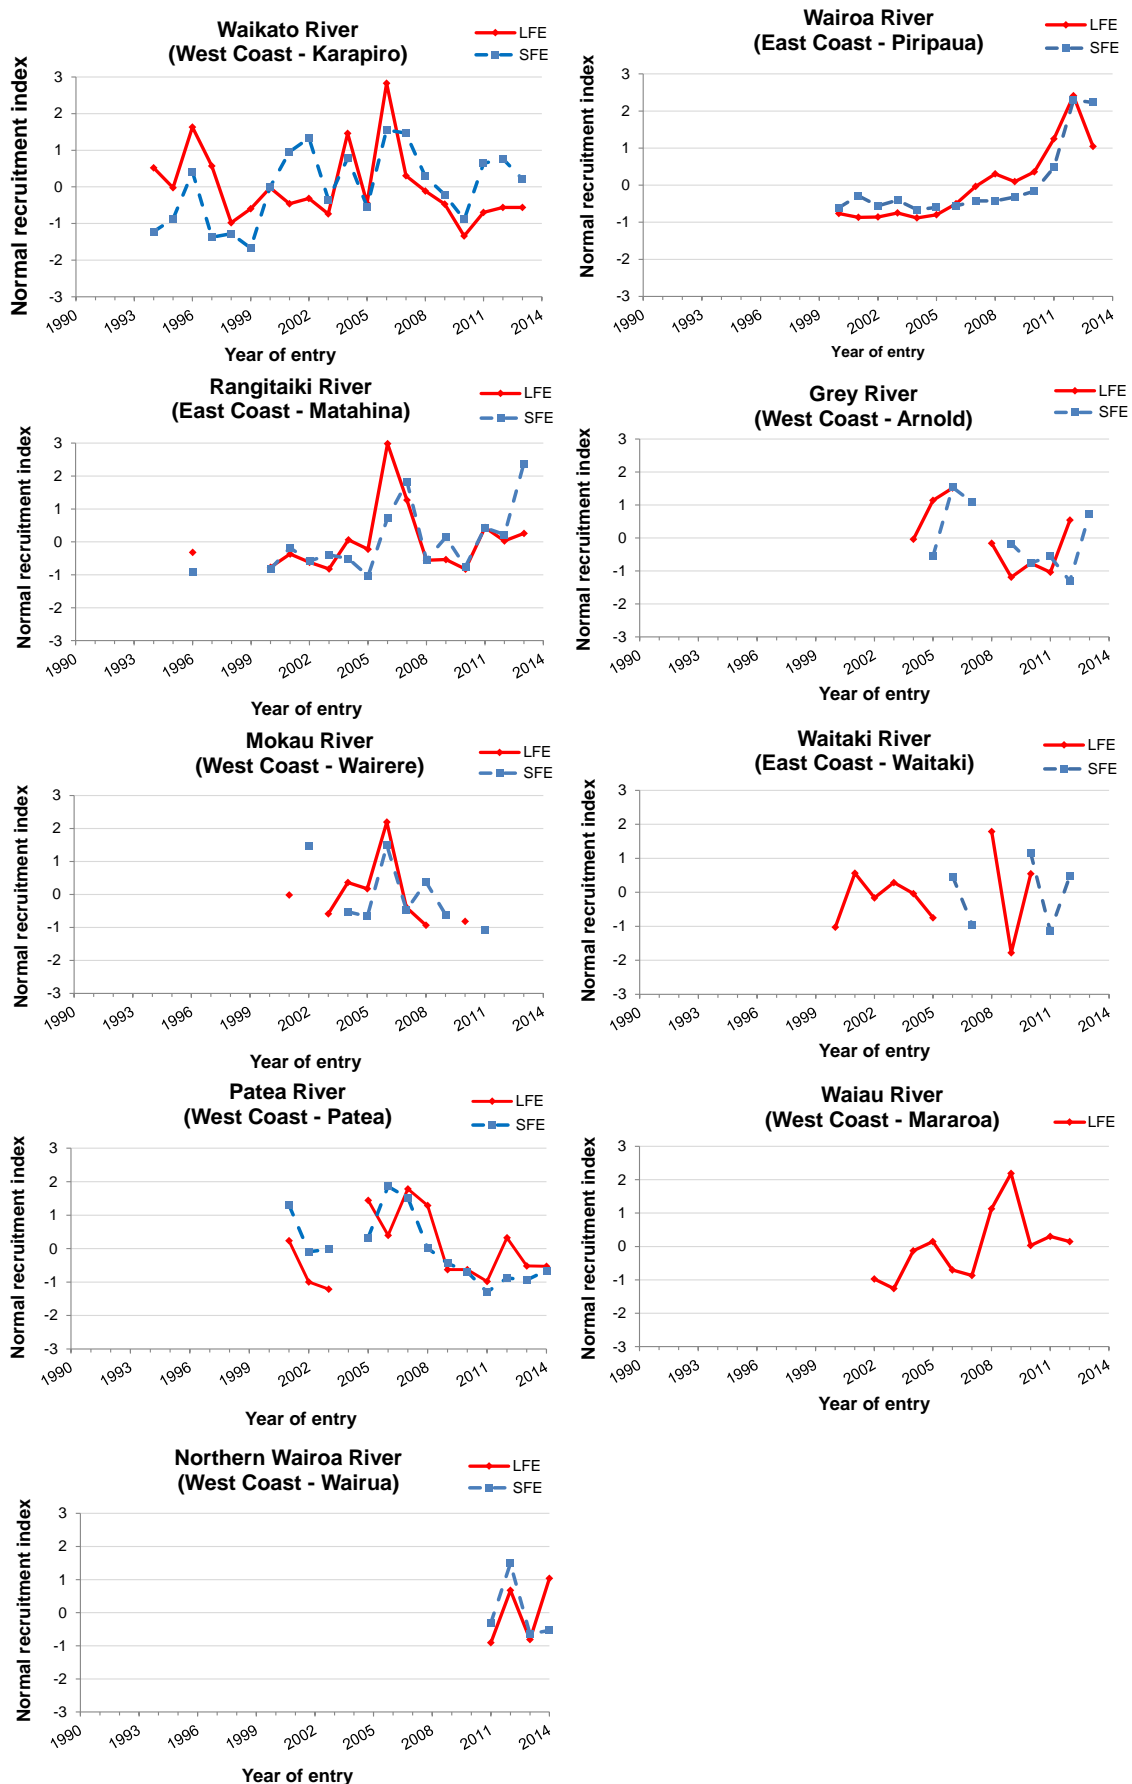 Waikato River
(West Coast - Karapiro)
LFE
SFE
Normal recruitment index
3
2
1
0
-1
-2
-3
1990
1993
1996
1999
2002
2005
2008
2011
2014
Year of entry
Wairoa River
(East Coast - Piripaua)
LFE
SFE
Normal recruitment index
3
2
1
0
-1
-2
-3
1990
1993
1996
1999
2002
2005
2008
2011
2014
Year of entry
Rangitaiki River
(East Coast - Matahina)
LFE
SFE
Normal recruitment index
3
2
1
0
-1
-2
-3
1990
1993
1996
1999
2002
2005
2008
2011
2014
Year of entry
Grey River
(West Coast - Arnold)
LFE
SFE
Normal recruitment index
3
2
1
0
-1
-2
-3
1990
1993
1996
1999
2002
2005
2008
2011
2014
Year of entry
Mokau River
(West Coast - Wairere)
LFE
SFE
Normal recruitment index
3
2
1
0
-1
-2
-3
1990
1993
1996
1999
2002
2005
2008
2011
2014
Year of entry
Waitaki River
(East Coast - Waitaki)
LFE
SFE
Normal recruitment index
3
2
1
0
-1
-2
-3
1990
1993
1996
1999
2002
2005
2008
2011
2014
Year of entry
Patea River
(West Coast - Patea)
LFE
SFE
Normal recruitment index
3
2
1
0
-1
-2
-3
1990
1993
1996
1999
2002
2005
2008
2011
2014
Year of entry
Waiau River
(West Coast - Mararoa)
LFE
Normal recruitment index
3
2
1
0
-1
-2
-3
1990
1993
1996
1999
2002
2005
2008
2011
2014
Year of entry
Northern Wairoa River
(West Coast - Wairua)
LFE
SFE
Normal recruitment index
3
2
1
0
-1
-2
-3
1990
1993
1996
1999
2002
2005
2008
2011
2014
Year of entry